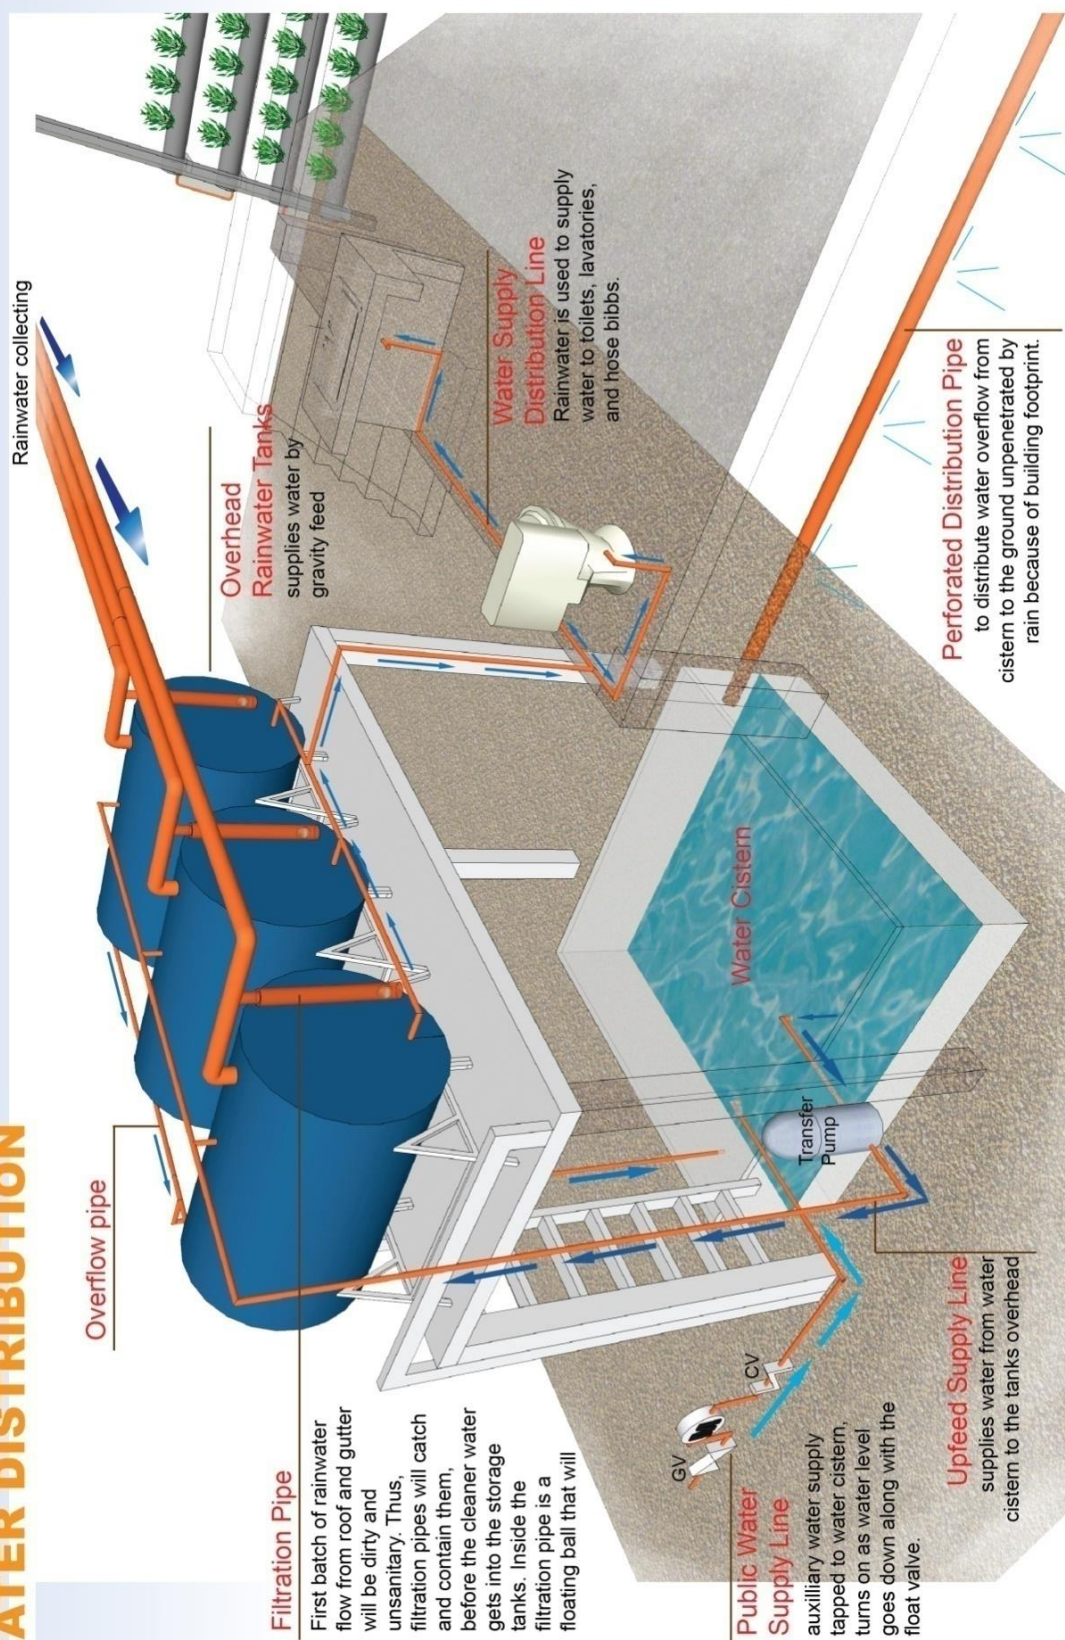 ATER DISTRIBUTION
Rainwater collecting
Overflow pipe
Overhead
Rainwater Tanks
supplies water by
gravity feed
Filtration Pipe
First batch of rainwater
flow from roof and gutter
will be dirty and
unsanitary. Thus,
filtration pipes will catch
and contain them,
before the cleaner water
gets into the storage
tanks. Inside the
filtration pipe is a
floating ball that will
Water Supply
Distribution Line
Rainwater is used to supply
water to toilets, lavatories,
and hose bibbs.
Water Cistern
Transfer
Pump
GV
CV
Public Water
Supply Line
auxilliary water supply
tapped to water cistern,
turns on as water level
goes down along with the
float valve.
Upfeed Supply Line
supplies water from water
cistern to the tanks overhead
Perforated Distribution Pipe
to distribute water overflow from
cistern to the ground unpenetrated by
rain because of building footprint.